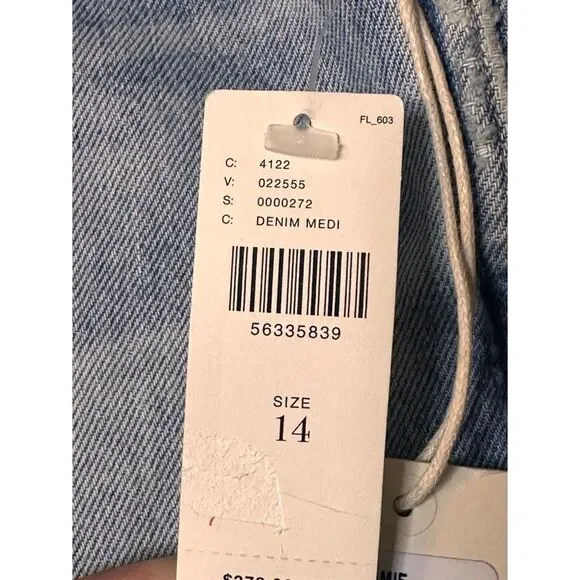 FL_603
C: 4122
V: 022555
S: 0000272
C: DENIM MEDI
56335839
SIZE
14